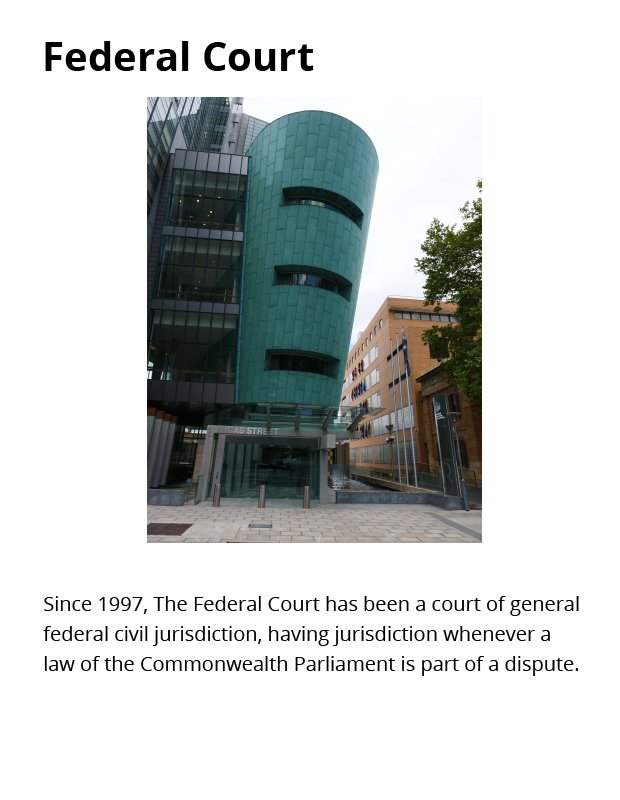 Federal Court
STREET
Since 1997, The Federal Court has been a court of general
federal civil jurisdiction, having jurisdiction whenever a
law of the Commonwealth Parliament is part of a dispute.